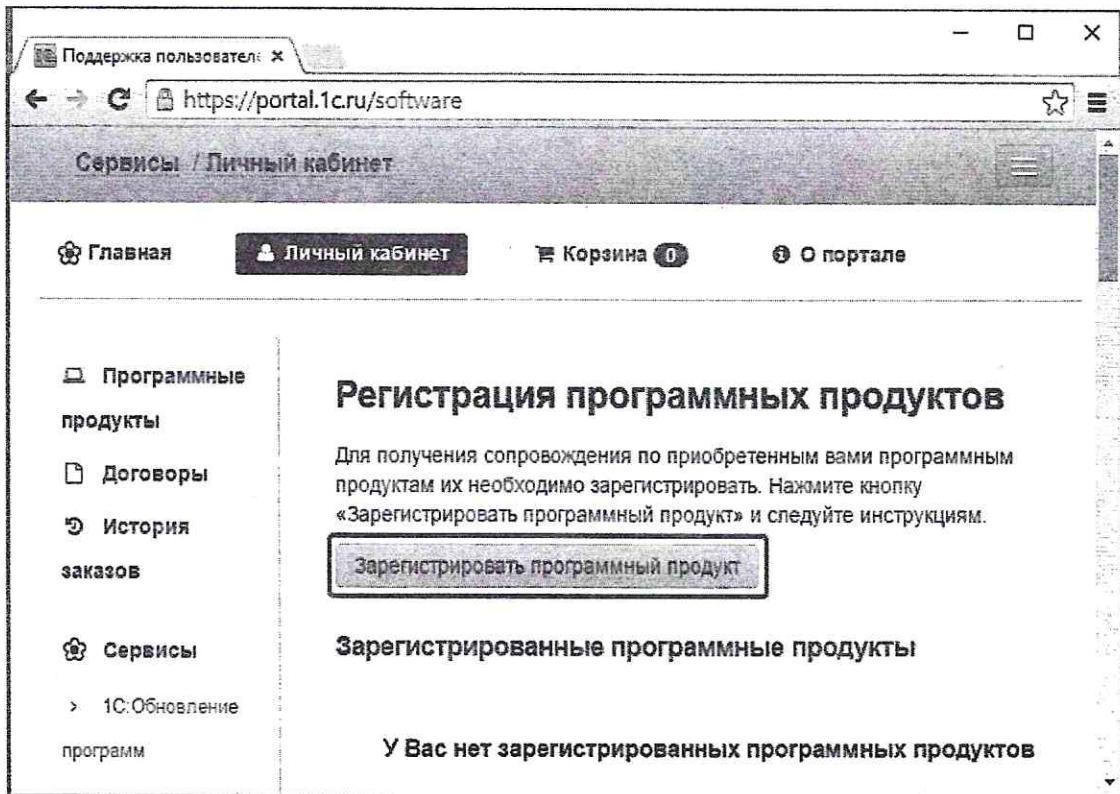 Поддержка пользовател
https://portal.1c.ru/software
Сервисы / Личный кабинет
Главная
Личный кабинет
Корзина 0
О портале
Программные
продукты
Договоры
История
заказов
Сервисы
1С:Обновление
программ
Регистрация программных продуктов
Для получения сопровождения по приобретенным вами программным
продуктам их необходимо зарегистрировать. Нажмите кнопку
«Зарегистрировать программный продукт» и следуйте инструкциям.
Зарегистрировать программный продукт
Зарегистрированные программные продукты
У Вас нет зарегистрированных программных продуктов